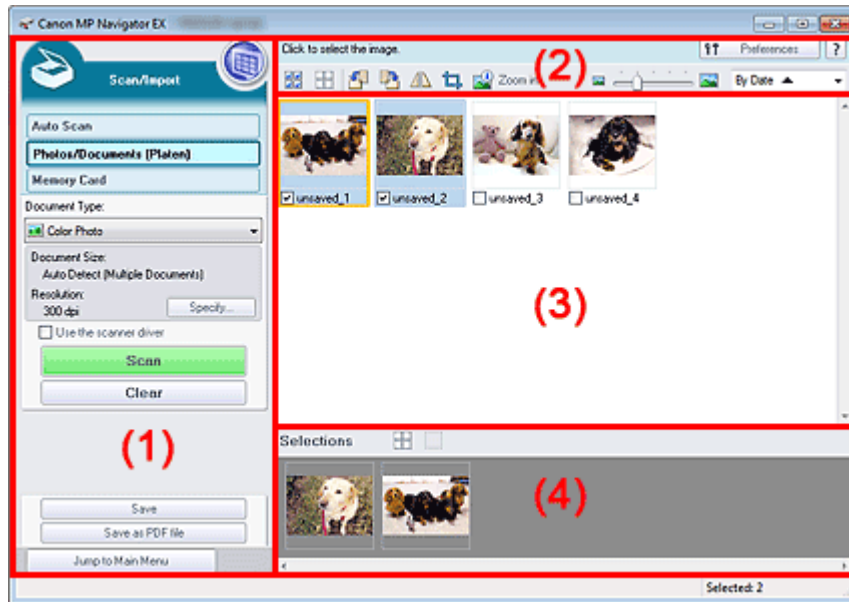 Canon MP Navigator EX
Click to select the image.
Preferences
?
Scan/Import
(2)
Zoom in
By Date
Auto Scan
Photos/Documents (Platen)
Memory Card
Document Type:
Color Photo
Document Size:
Auto Detect (Multiple Documents)
Resolution:
300 dpi
Specify...
Use the scanner driver
Scan
Clear
(1)
Save
Save as PDF file
Jump to Main Menu
unsaved_1
unsaved_2
unsaved_3
unsaved_4
(3)
Selections
(4)
Selected: 2